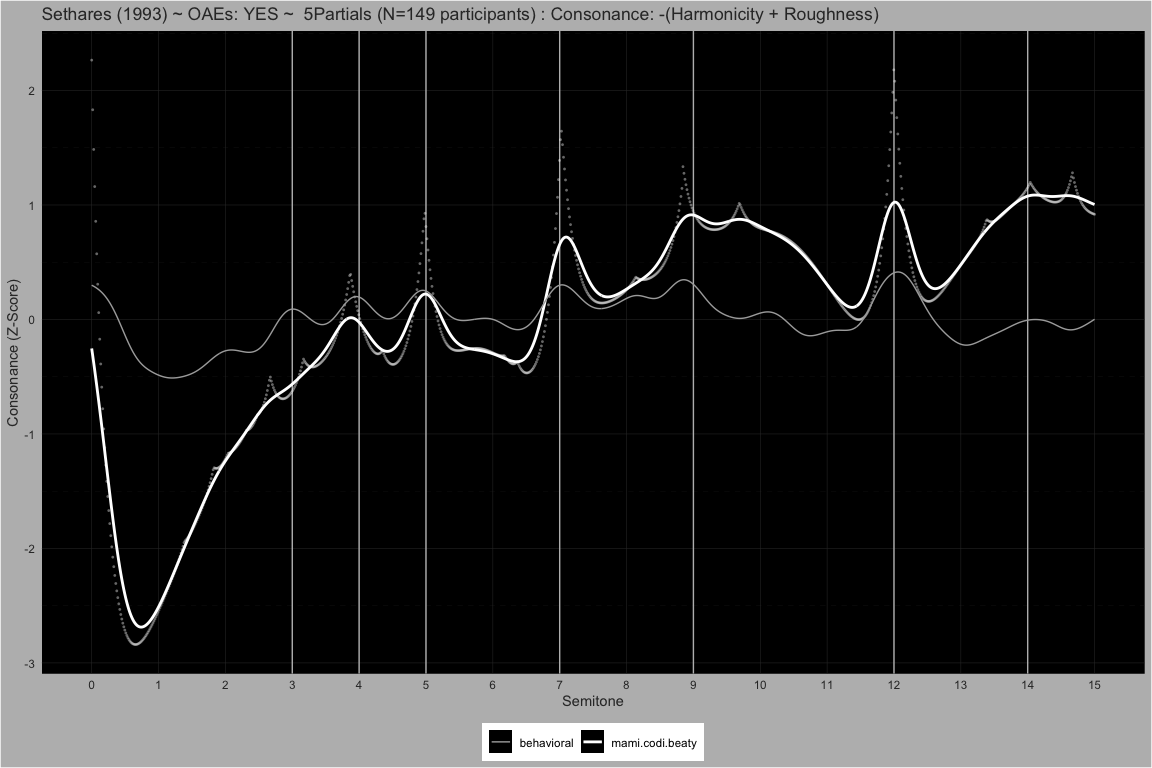 Sethares (1993) ~ OAEs: YES ~  5Partials (N=149 participants) : Consonance: -(Harmonicity + Roughness)
Consonance (Z-Score)
2
1
0
-1
-2
-3
0 1 2 3 4 5 6 7 8 9 10 11 12 13 14 15
Semitone
behavioral mami.codi.beaty